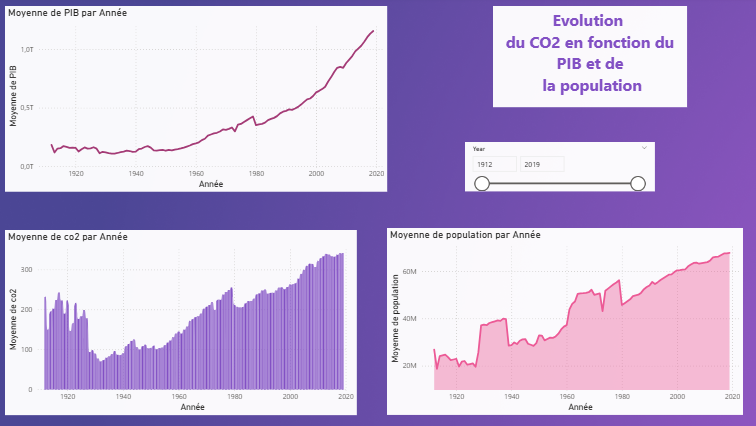 Moyenne de PIB par Année
1,0T
0,5T
0,0T
Moyenne de PIB
1920
1940
1960
1980
2000
2020
Année
Evolution
du CO2 en fonction du
PIB et de
la population
Year
1912
2019
Moyenne de co2 par Année
300
200
100
0
Moyenne de co2
1920
1940
1960
1980
2000
2020
Année
Moyenne de population par Année
60M
40M
20M
Moyenne de population
1920
1940
1960
1980
2000
2020
Année